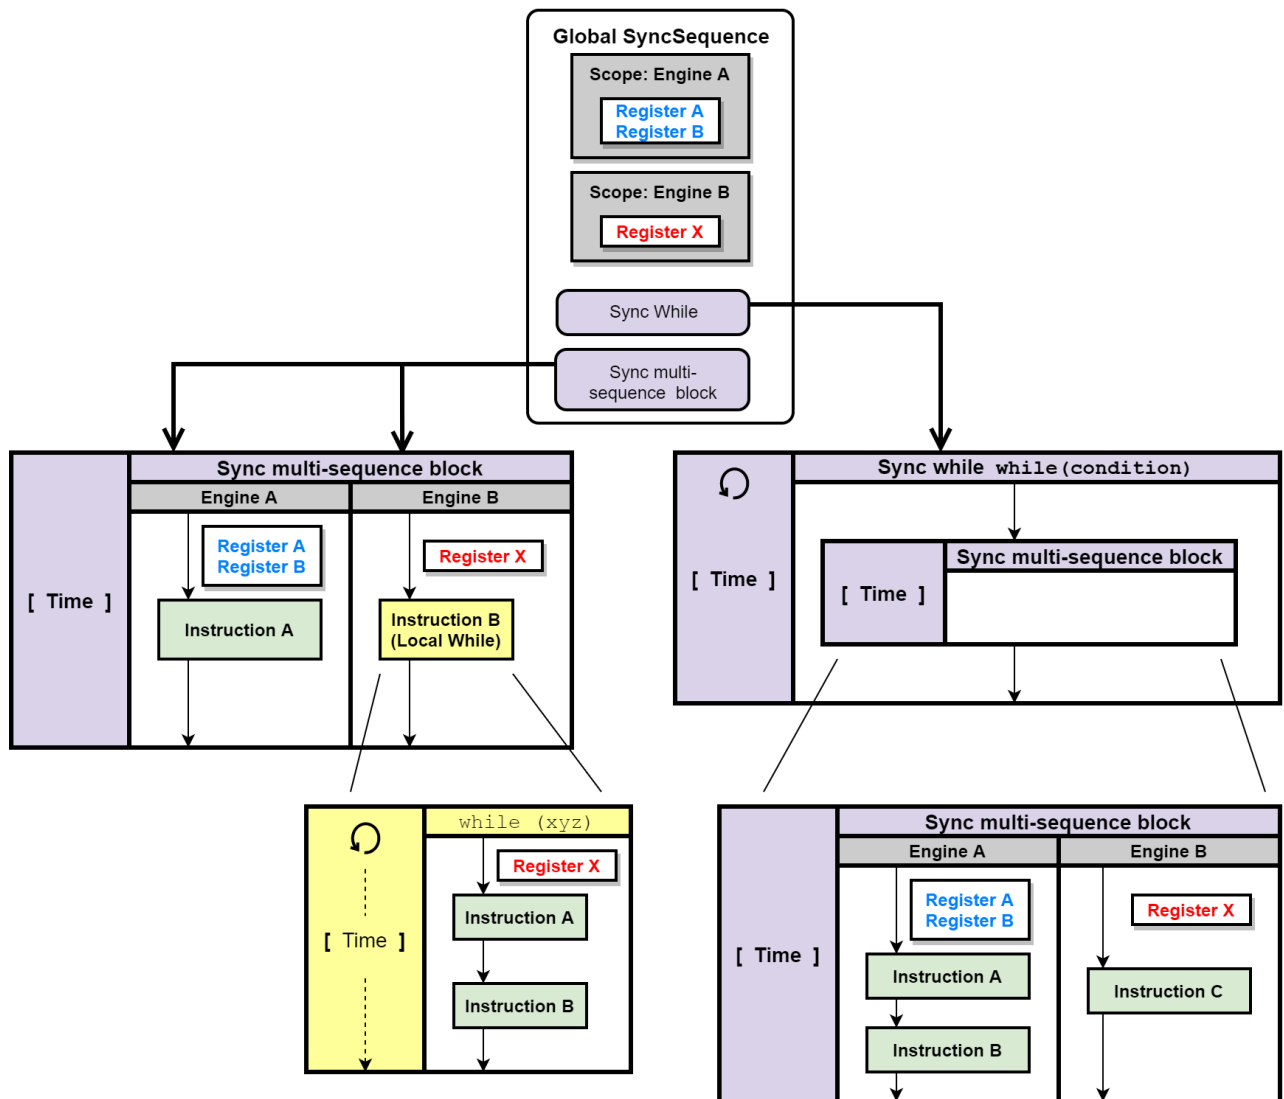 Global SyncSequence
Scope: Engine A
Register A
Register B
Scope: Engine B
Register X
Sync While
Sync multi-
sequence block
Sync multi-sequence block
Engine A
Engine B
[ Time ]
Register A
Register B
Register X
Instruction A
Instruction B
(Local While)
Sync while while(condition)
[ Time ]
Sync multi-sequence block
[ Time ]
while (xyz)
Register X
[ Time ]
Instruction A
Instruction B
Sync multi-sequence block
Engine A
Engine B
[ Time ]
Register A
Register B
Register X
Instruction A
Instruction B
Instruction C